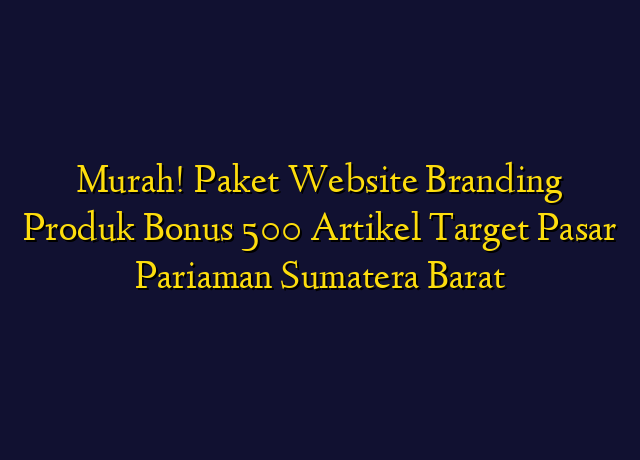 Murah! Paket Website Branding
Produk Bonus 500 Artikel Target Pasar
Pariaman Sumatera Barat